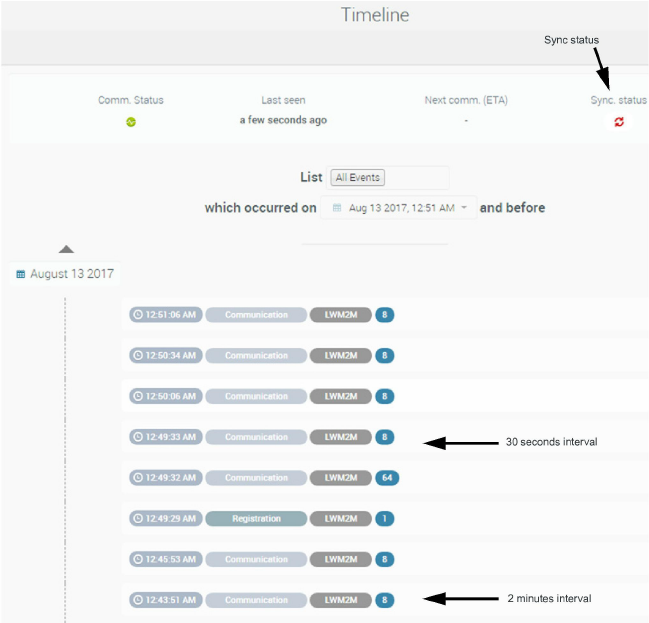 Timeline
Sync status
Comm. Status Last seen Next comm. (ETA) Sync. status
a few seconds ago -
List All Events
which occurred on Aug 13 2017, 12:51 AM and before
August 13 2017
12:51:06 AM Communication LWM2M 8
12:50:34 AM Communication LWM2M 8
12:50:06 AM Communication LWM2M 8
12:49:33 AM Communication LWM2M 8 30 seconds interval
12:49:32 AM Communication LWM2M 64
12:49:29 AM Registration LWM2M 1
12:45:53 AM Communication LWM2M 8
12:43:51 AM Communication LWM2M 8 2 minutes interval